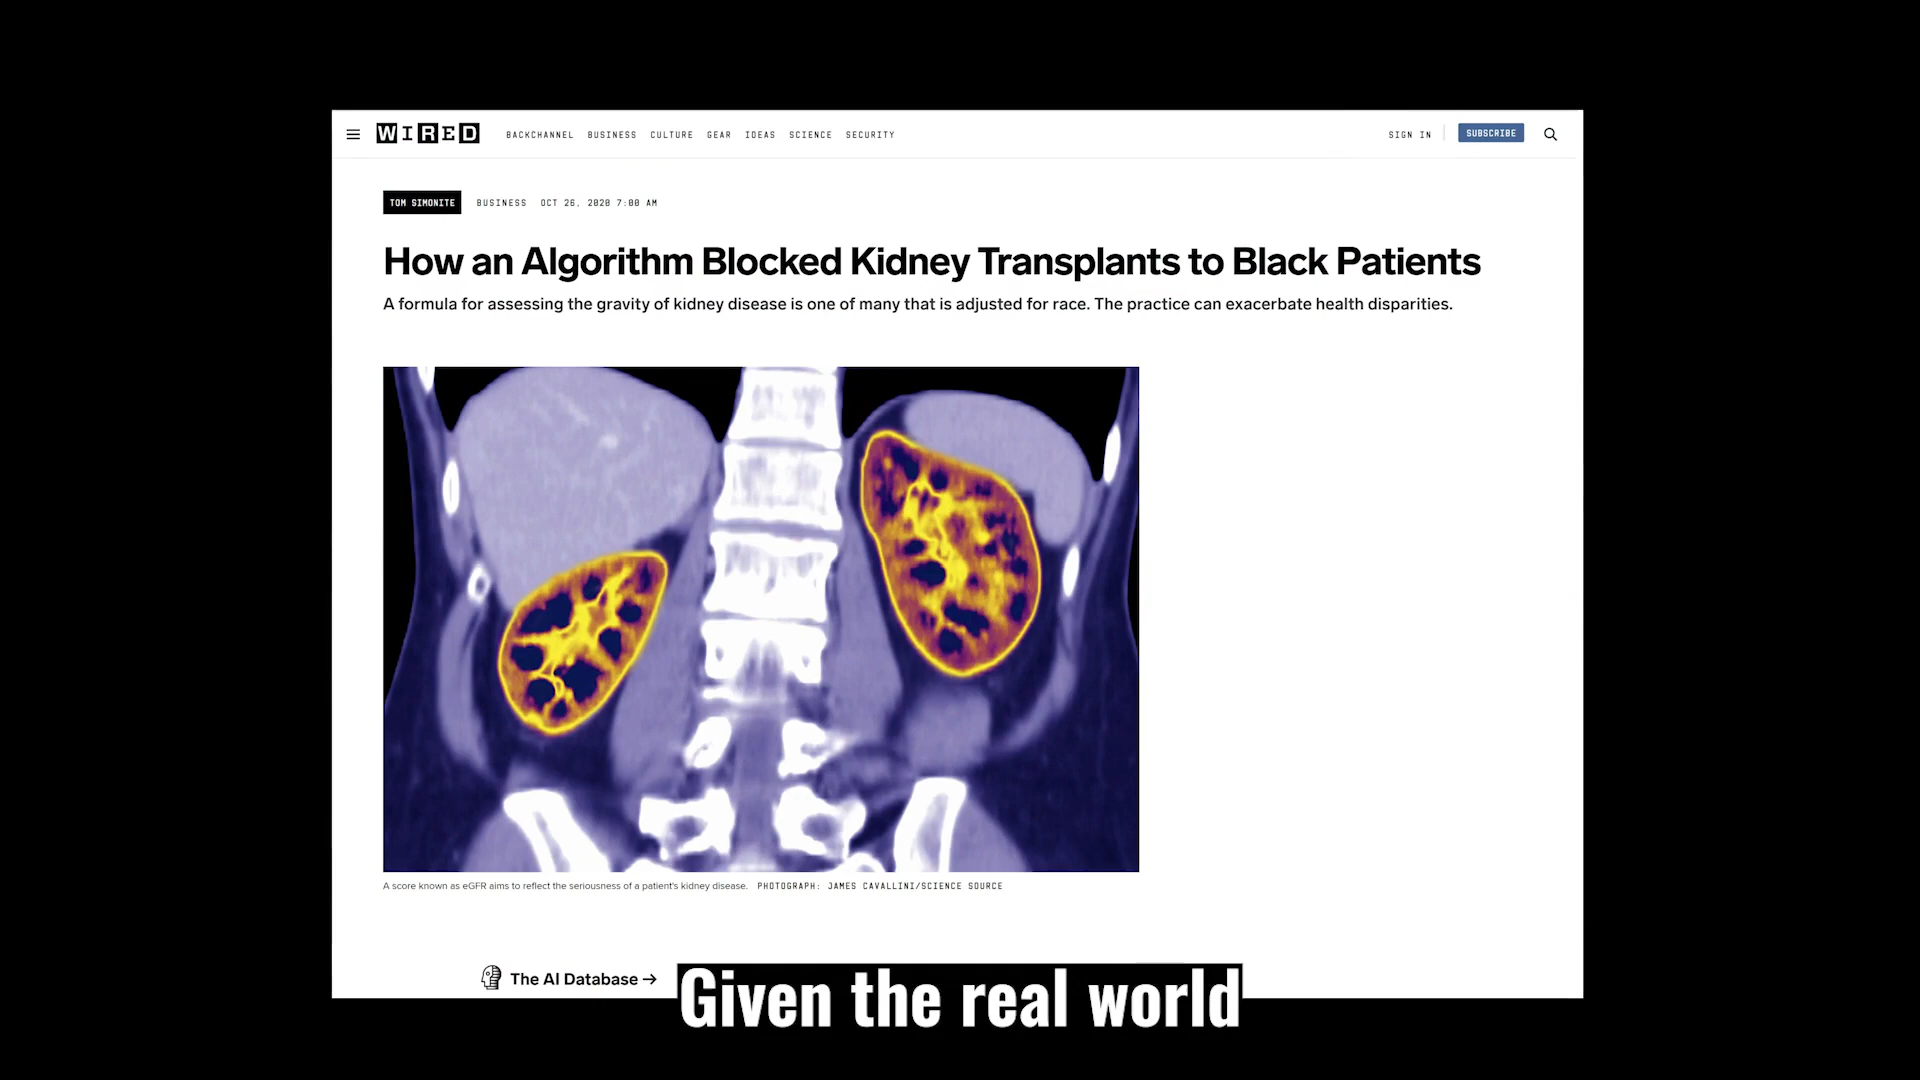 WIRED BACKCHANNEL BUSINESS CULTURE GEAR IDEAS SCIENCE SECURITY SIGN IN SUBSCRIBE
TOM SIMONITE BUSINESS OCT 26, 2020 7:00 AM
How an Algorithm Blocked Kidney Transplants to Black Patients
A formula for assessing the gravity of kidney disease is one of many that is adjusted for race. The practice can exacerbate health disparities.
A score known as eGFR aims to reflect the seriousness of a patient's kidney disease. PHOTOGRAPH: JAMES CAVALLINI/SCIENCE SOURCE
The AI Database →
Given the real world